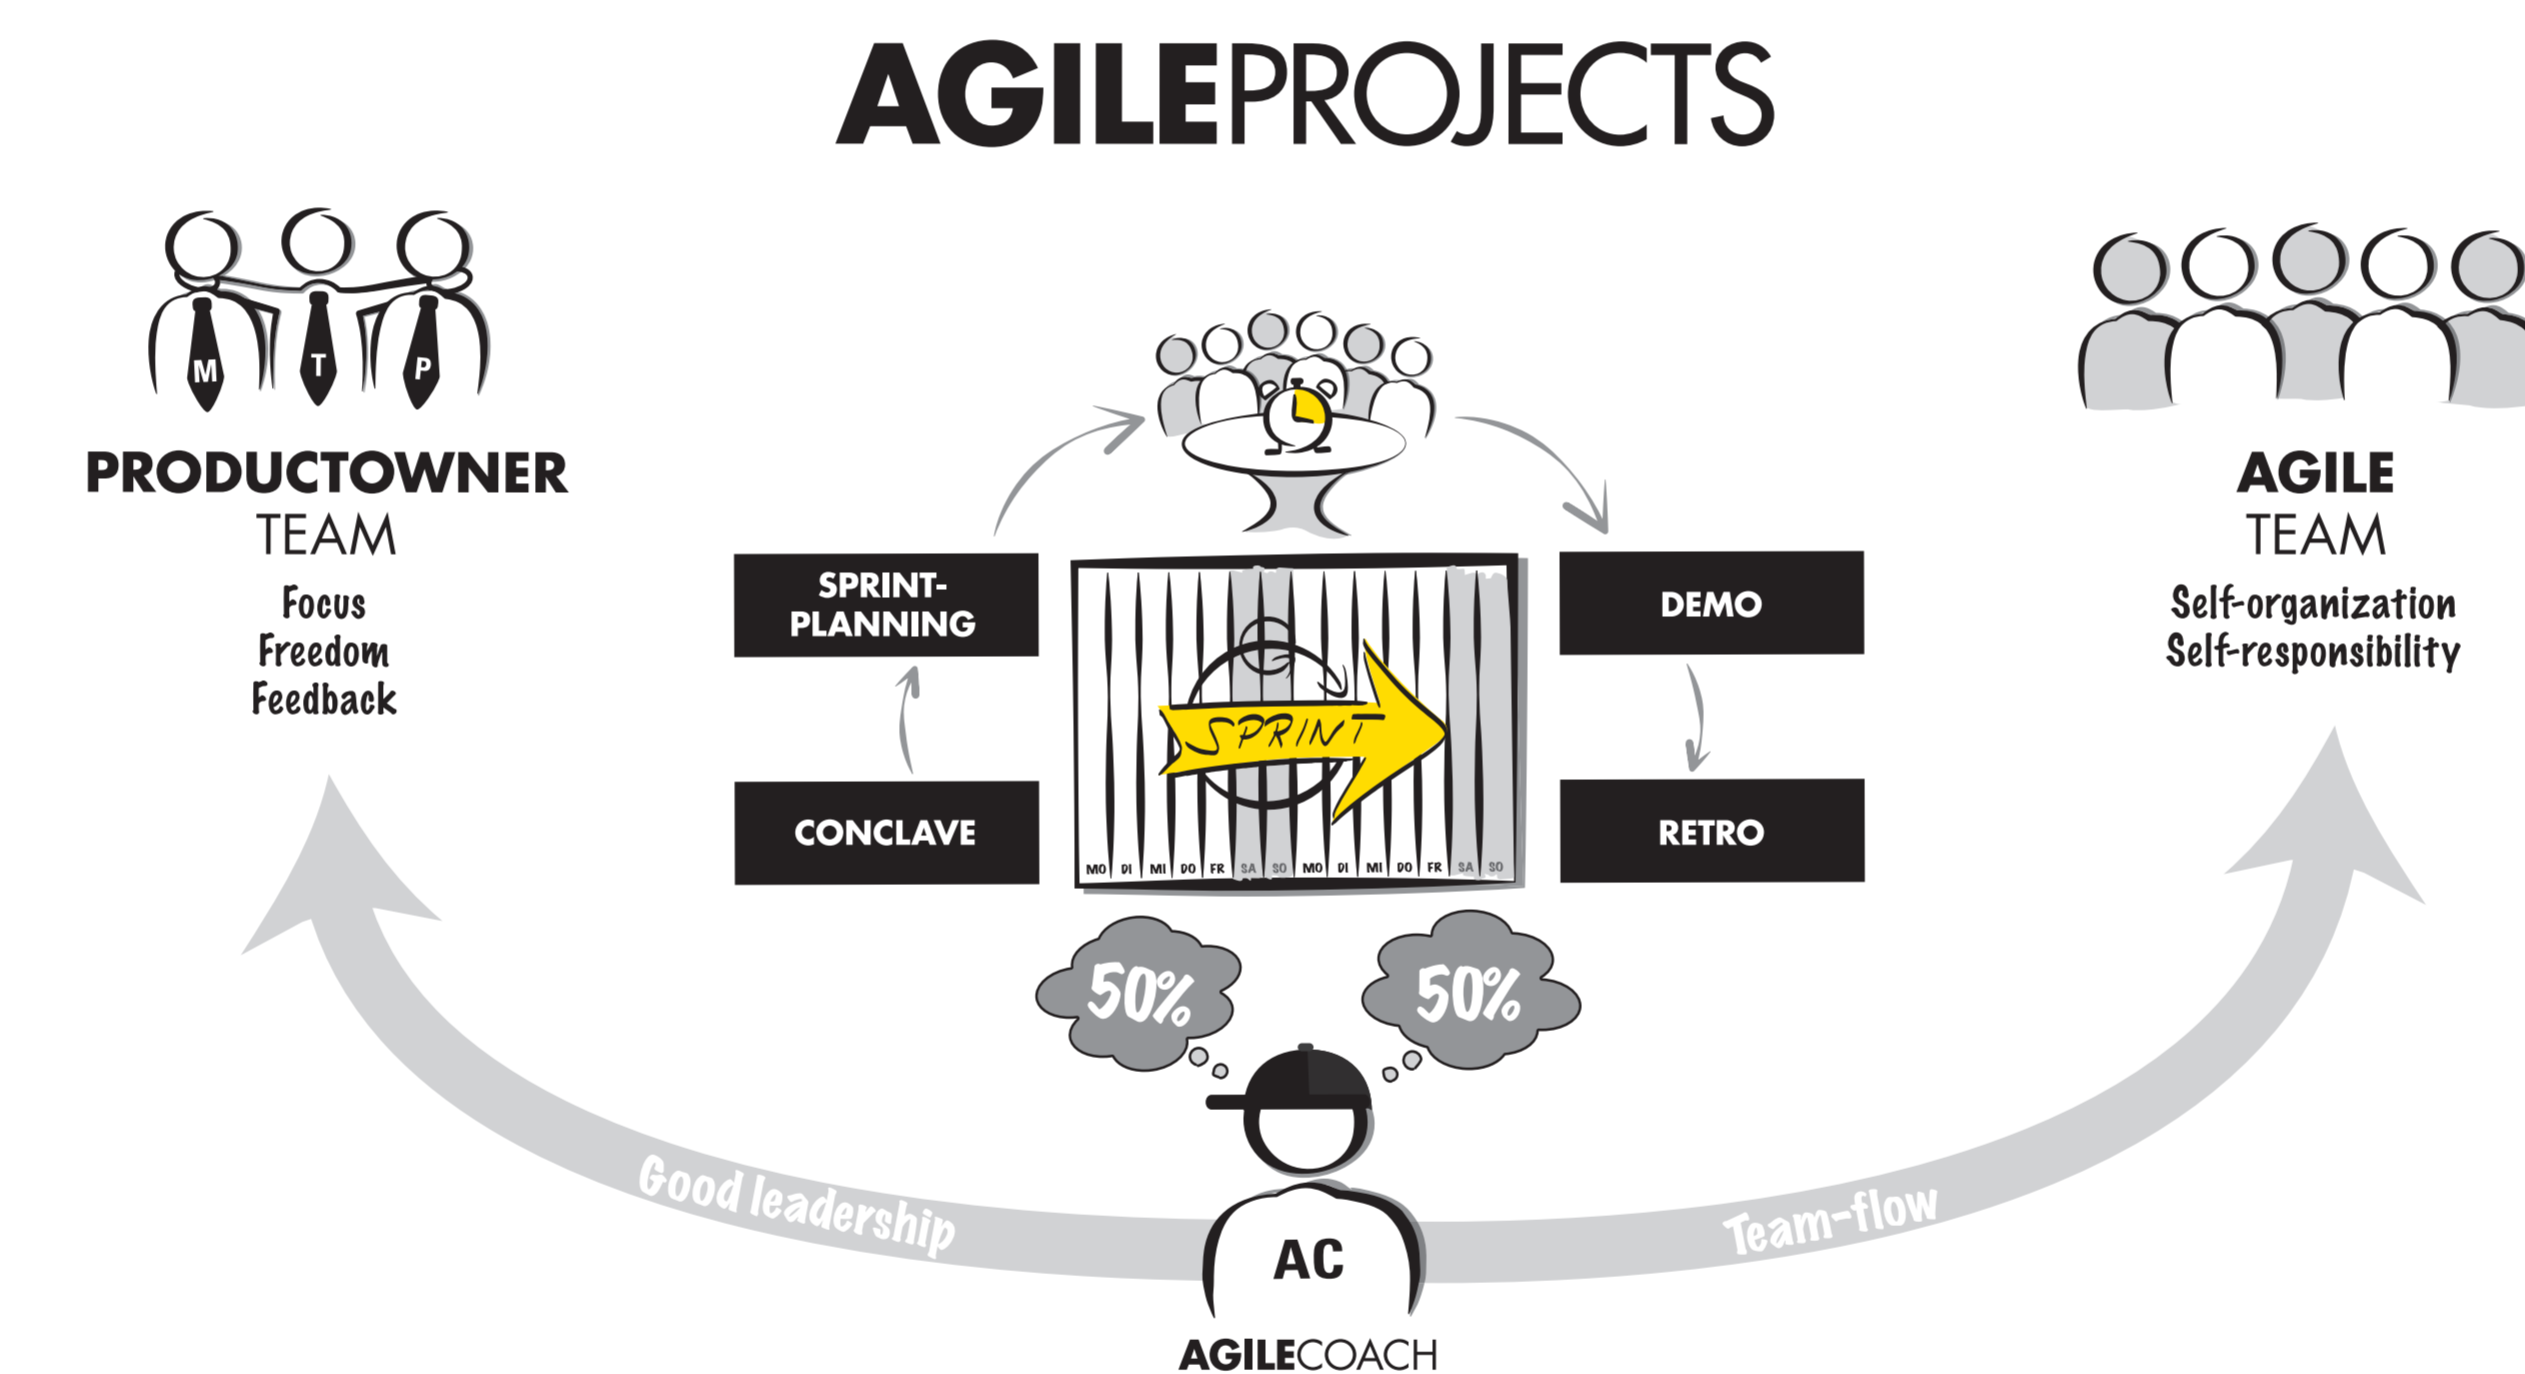 AGILEPROJECTS
M T P
PRODUCTOWNER
TEAM
Focus
Freedom
Feedback
AGILE
TEAM
Self-organization
Self-responsibility
SPRINT-
PLANNING
CONCLAVE
DEMO
RETRO
SPRINT
MO DI MI DO FR SA SO MO DI MI DO FR SA SO
50%
50%
Good leadership
Team-flow
AC
AGILECOACH